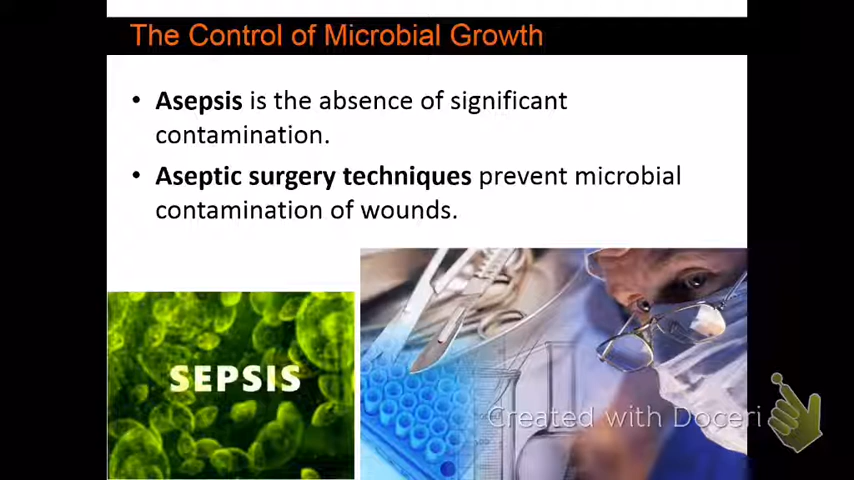 The Control of Microbial Growth
• Asepsis is the absence of significant
contamination.
• Aseptic surgery techniques prevent microbial
contamination of wounds.
SEPSIS
Created with Doceri